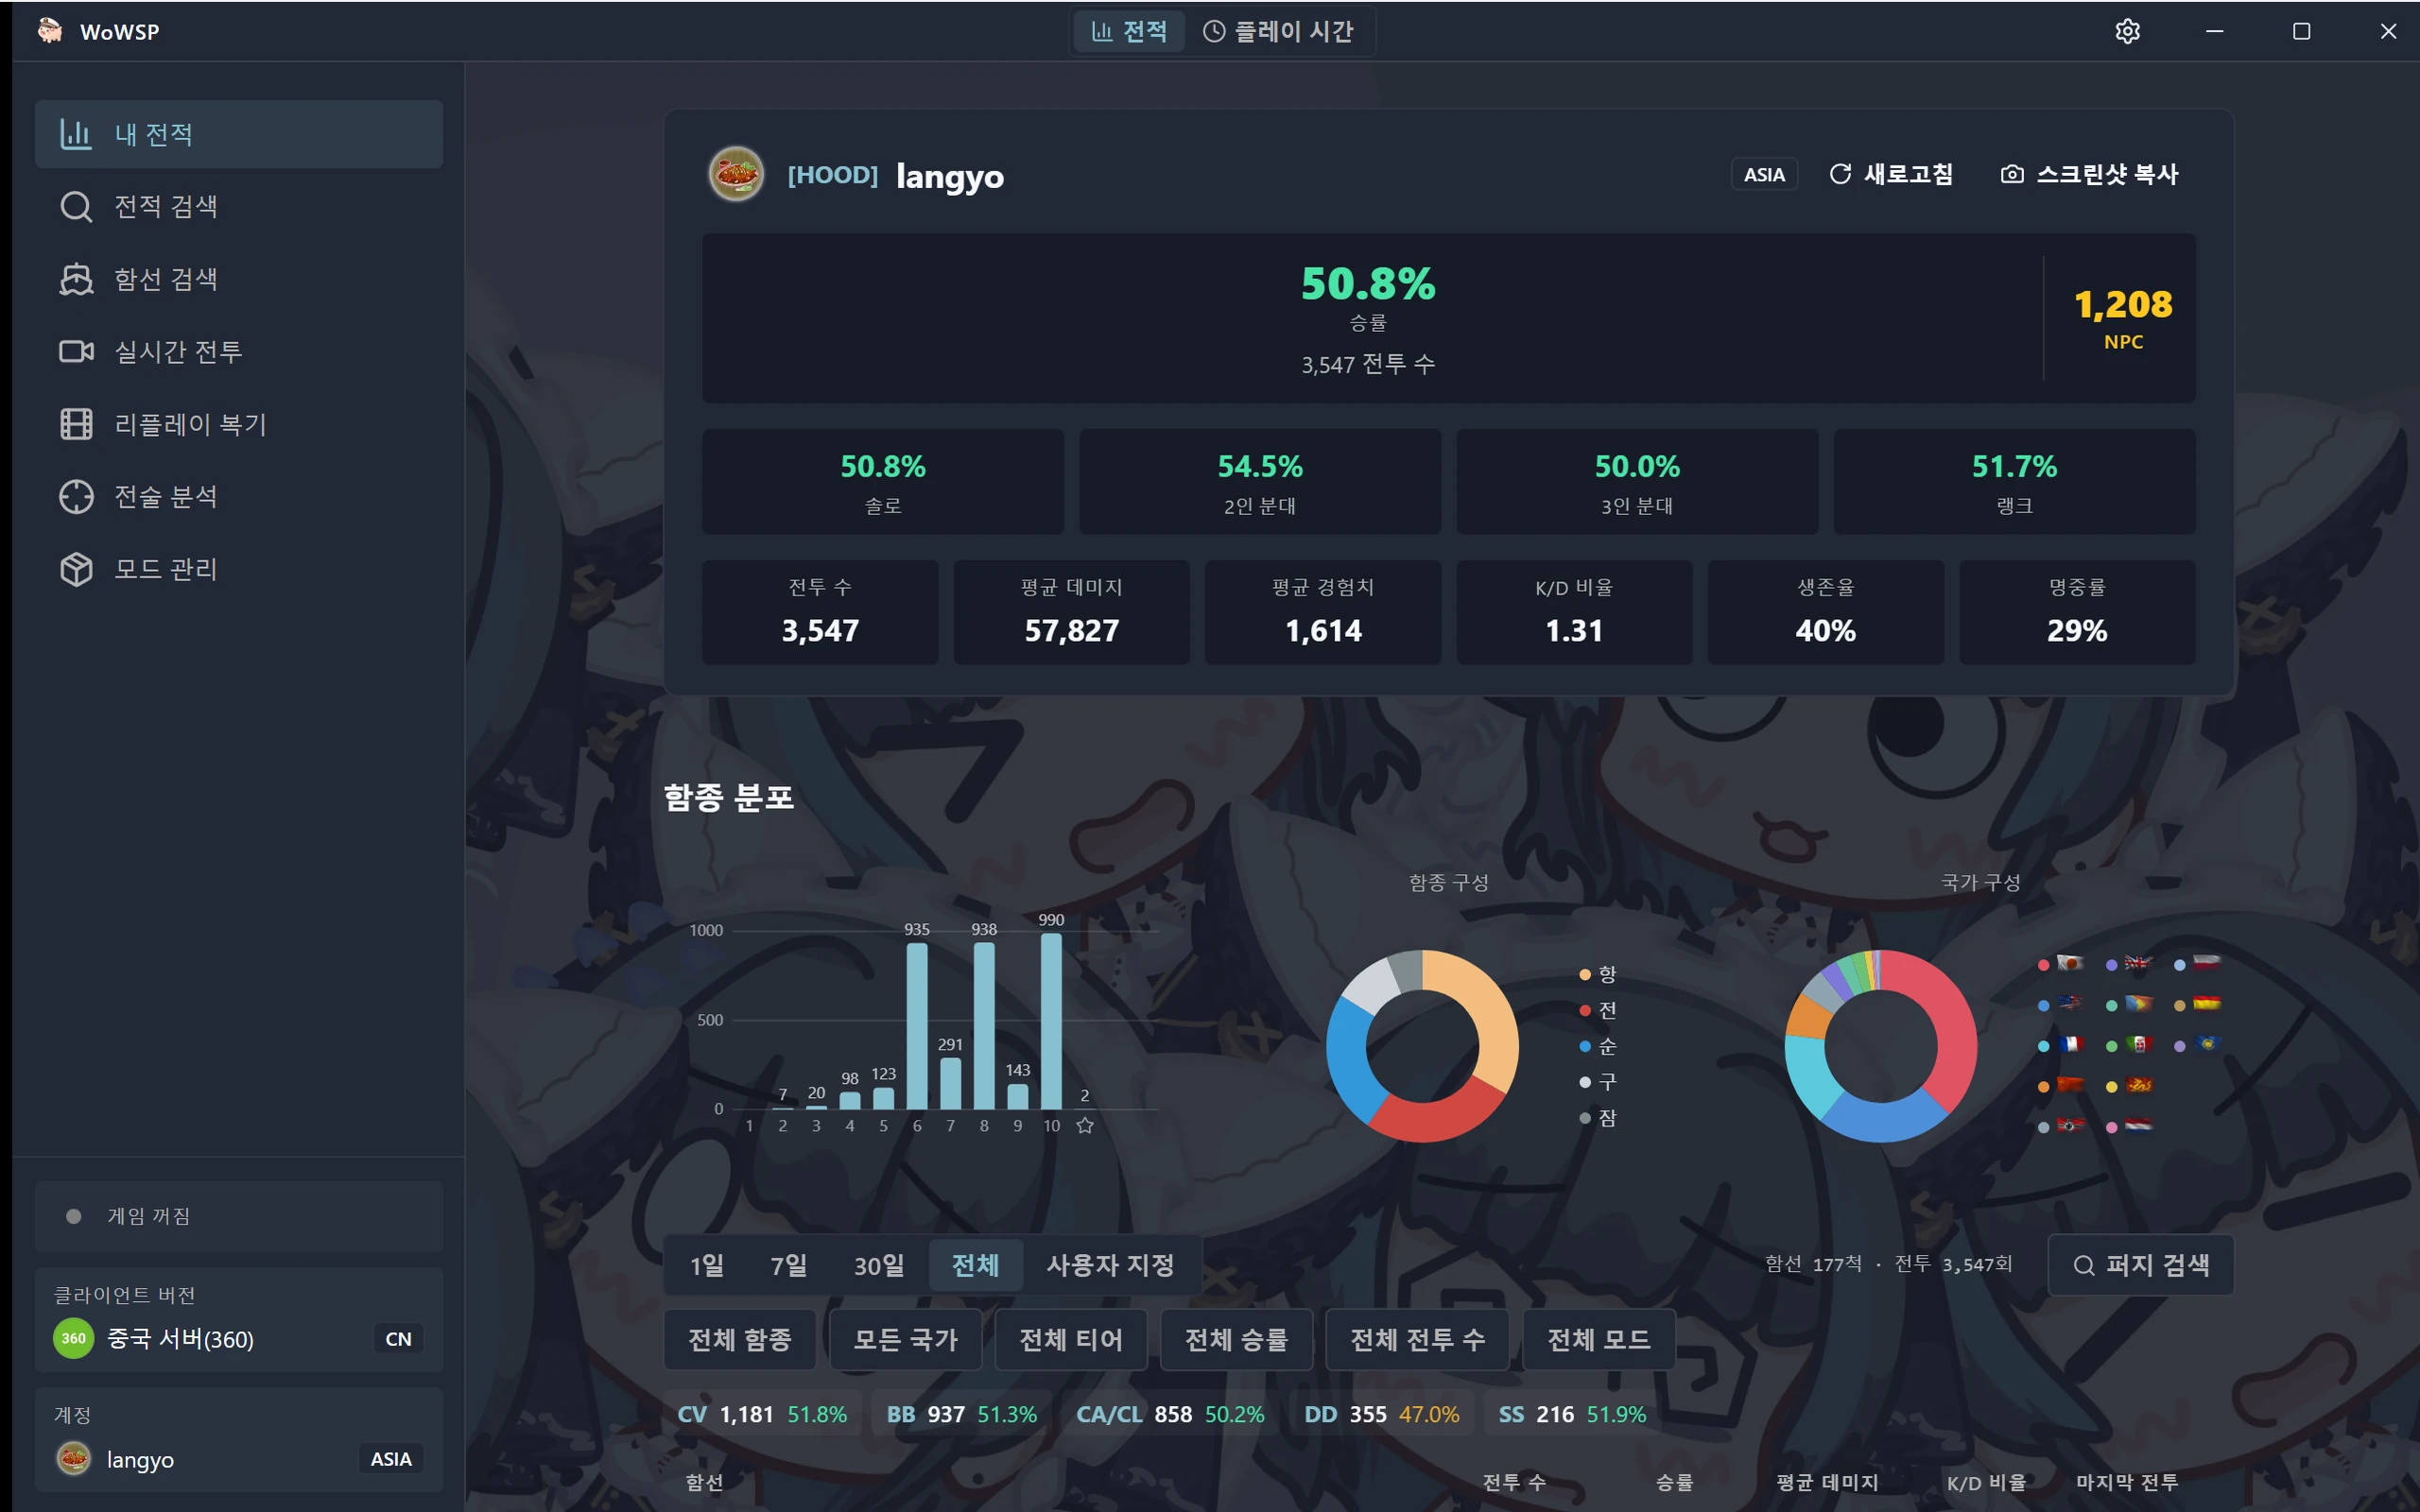 WoWSP
전적
플레이 시간
내 전적
전적 검색
함선 검색
실시간 전투
리플레이 복기
전술 분석
모드 관리
게임 꺼짐
클라이언트 버전
360 중국 서버(360) CN
계정
langyo ASIA
[HOOD] langyo
ASIA 새로고침 스크린샷 복사
50.8%
승률
3,547 전투 수
1,208
NPC
50.8%
솔로
54.5%
2인 분대
50.0%
3인 분대
51.7%
랭크
전투 수
3,547
평균 데미지
57,827
평균 경험치
1,614
K/D 비율
1.31
생존율
40%
명중률
29%
함종 분포
1000
500
0
7 20 98 123 935 291 938 143 990 2
1 2 3 4 5 6 7 8 9 10
함종 구성
항
전
순
구
잠
국가 구성
1일 7일 30일 전체 사용자 지정
함선 177척 · 전투 3,547회
퍼지 검색
전체 함종 모든 국가 전체 티어 전체 승률 전체 전투 수 전체 모드
CV 1,181 51.8% BB 937 51.3% CA/CL 858 50.2% DD 355 47.0% SS 216 51.9%
함선 전투 수 승률 평균 데미지 K/D 비율 마지막 전투